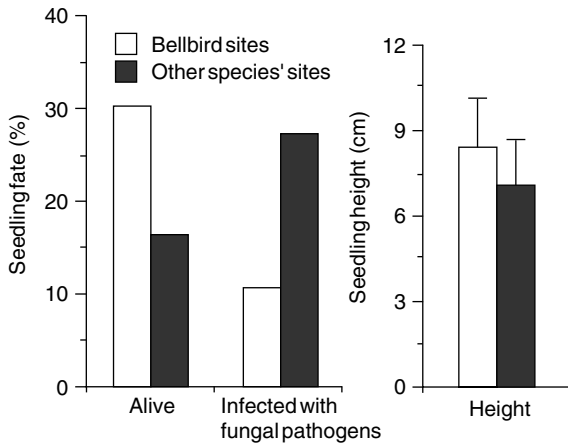 40
30
20
10
0
Seedling fate (%)
Bellbird sites
Other species' sites
Alive
Infected with
fungal pathogens
12
9
6
3
0
Seedling height (cm)
Height